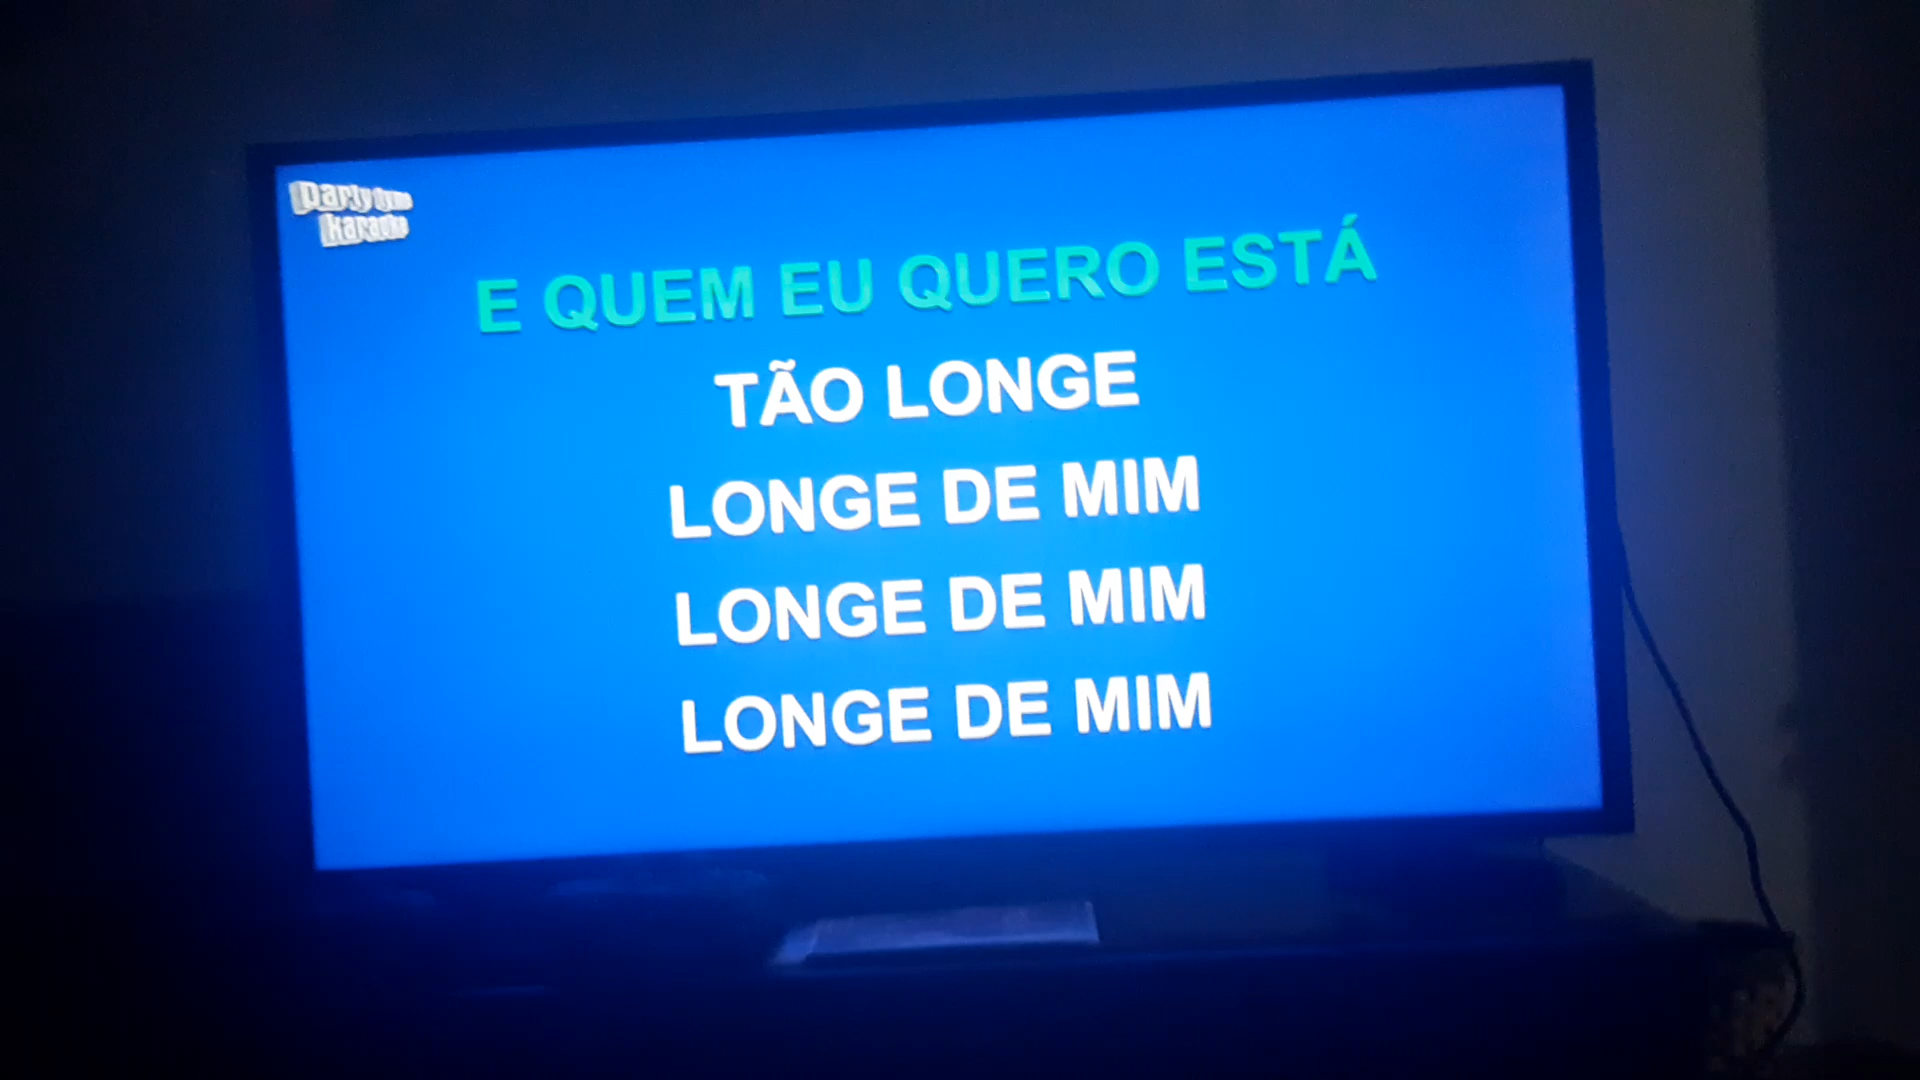 party tyme
karaoke
E QUEM EU QUERO ESTÁ
TÃO LONGE
LONGE DE MIM
LONGE DE MIM
LONGE DE MIM